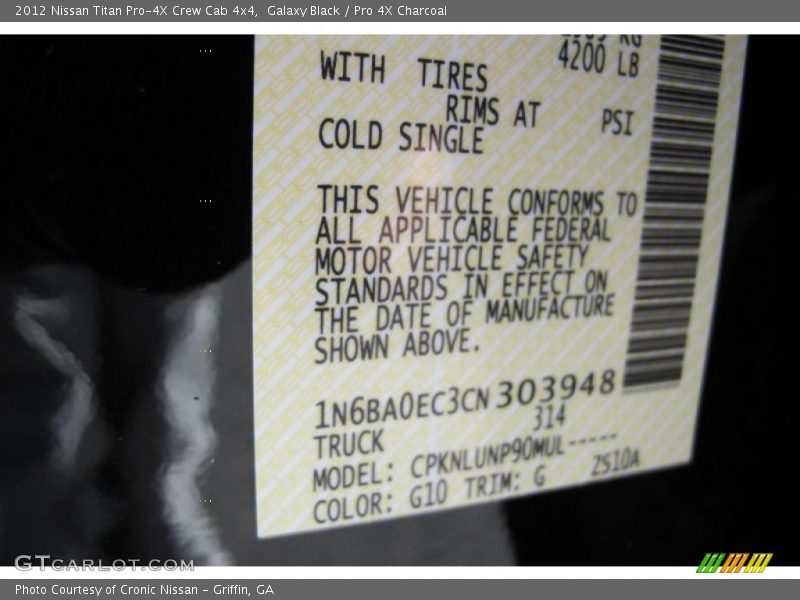 2012 Nissan Titan Pro-4X Crew Cab 4x4,  Galaxy Black / Pro 4X Charcoal
KG
4200 LB
WITH TIRES
RIMS AT PSI
COLD SINGLE
THIS VEHICLE CONFORMS TO
ALL APPLICABLE FEDERAL
MOTOR VEHICLE SAFETY
STANDARDS IN EFFECT ON
THE DATE OF MANUFACTURE
SHOWN ABOVE.
1N6BA0EC3CN303948
314
TRUCK
MODEL: CPKNLUNP90MUL-----
COLOR: G10 TRIM: G ZS10A
GTCARLOT.COM
Photo Courtesy of Cronic Nissan - Griffin, GA